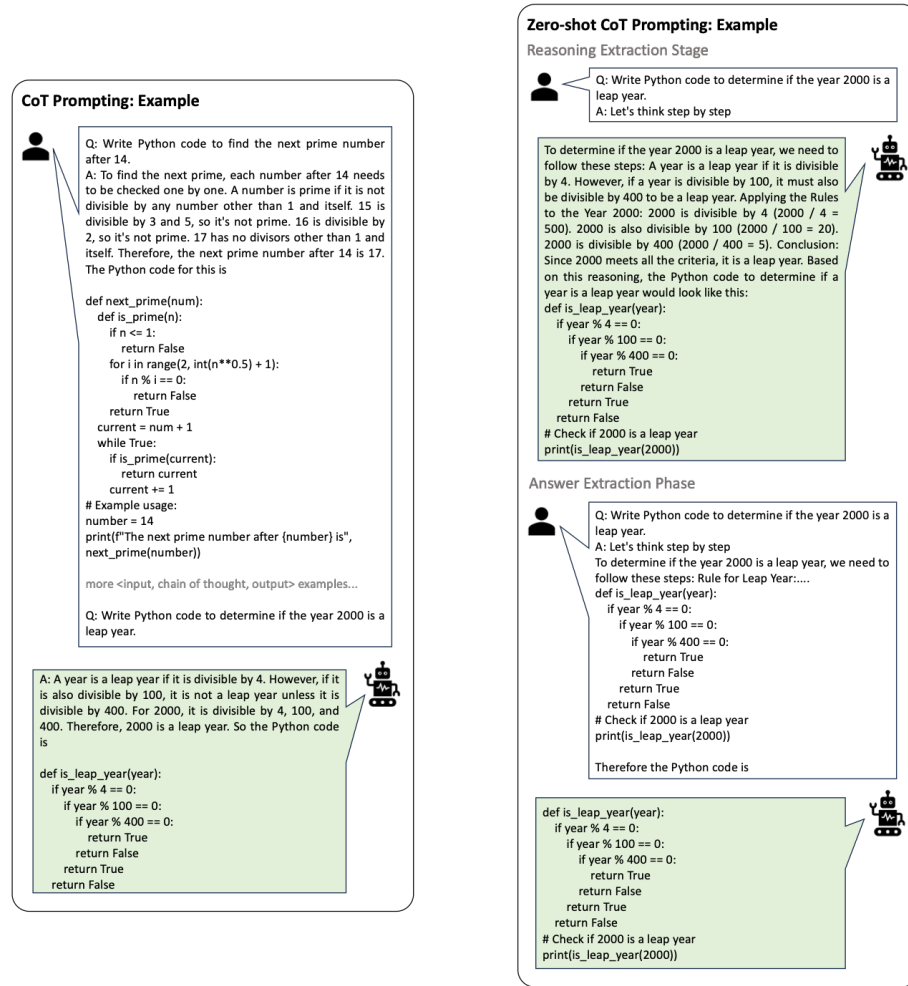 CoT Prompting: Example
Q: Write Python code to find the next prime number
after 14.
A: To find the next prime, each number after 14 needs
to be checked one by one. A number is prime if it is not
divisible by any number other than 1 and itself. 15 is
divisible by 3 and 5, so it's not prime. 16 is divisible by
2, so it's not prime. 17 has no divisors other than 1 and
itself. Therefore, the next prime number after 14 is 17.
The Python code for this is
def next_prime(num):
def is_prime(n):
if n <= 1:
return False
for i in range(2, int(n**0.5) + 1):
if n % i == 0:
return False
return True
current = num + 1
while True:
if is_prime(current):
return current
current += 1
# Example usage:
number = 14
print(f"The next prime number after {number} is",
next_prime(number))
more <input, chain of thought, output> examples...
Q: Write Python code to determine if the year 2000 is a
leap year.
A: A year is a leap year if it is divisible by 4. However, if it
is also divisible by 100, it is not a leap year unless it is
divisible by 400. For 2000, it is divisible by 4, 100, and
400. Therefore, 2000 is a leap year. So the Python code
is
def is_leap_year(year):
if year % 4 == 0:
if year % 100 == 0:
if year % 400 == 0:
return True
return False
return True
return False
Zero-shot CoT Prompting: Example
Reasoning Extraction Stage
Q: Write Python code to determine if the year 2000 is a
leap year.
A: Let's think step by step
To determine if the year 2000 is a leap year, we need to
follow these steps: A year is a leap year if it is divisible
by 4. However, if a year is divisible by 100, it must also
be divisible by 400 to be a leap year. Applying the Rules
to the Year 2000: 2000 is divisible by 4 (2000 / 4 =
500). 2000 is also divisible by 100 (2000 / 100 = 20).
2000 is divisible by 400 (2000 / 400 = 5). Conclusion:
Since 2000 meets all the criteria, it is a leap year. Based
on this reasoning, the Python code to determine if a
year is a leap year would look like this:
def is_leap_year(year):
if year % 4 == 0:
if year % 100 == 0:
if year % 400 == 0:
return True
return False
return True
return False
# Check if 2000 is a leap year
print(is_leap_year(2000))
Answer Extraction Phase
Q: Write Python code to determine if the year 2000 is a
leap year.
A: Let's think step by step
To determine if the year 2000 is a leap year, we need to
follow these steps: Rule for Leap Year:....
def is_leap_year(year):
if year % 4 == 0:
if year % 100 == 0:
if year % 400 == 0:
return True
return False
return True
return False
# Check if 2000 is a leap year
print(is_leap_year(2000))
Therefore the Python code is
def is_leap_year(year):
if year % 4 == 0:
if year % 100 == 0:
if year % 400 == 0:
return True
return False
return True
return False
# Check if 2000 is a leap year
print(is_leap_year(2000))